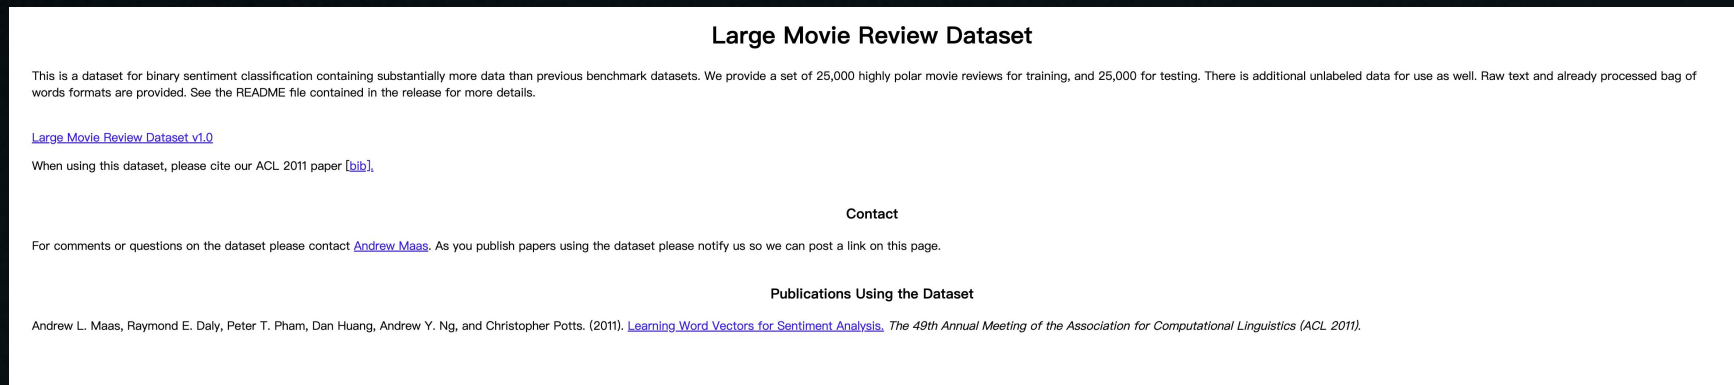 Large Movie Review Dataset
This is a dataset for binary sentiment classification containing substantially more data than previous benchmark datasets. We provide a set of 25,000 highly polar movie reviews for training, and 25,000 for testing. There is additional unlabeled data for use as well. Raw text and already processed bag of
words formats are provided. See the README file contained in the release for more details.
Large Movie Review Dataset v1.0
When using this dataset, please cite our ACL 2011 paper [bib].
Contact
For comments or questions on the dataset please contact Andrew Maas. As you publish papers using the dataset please notify us so we can post a link on this page.
Publications Using the Dataset
Andrew L. Maas, Raymond E. Daly, Peter T. Pham, Dan Huang, Andrew Y. Ng, and Christopher Potts. (2011). Learning Word Vectors for Sentiment Analysis. The 49th Annual Meeting of the Association for Computational Linguistics (ACL 2011).